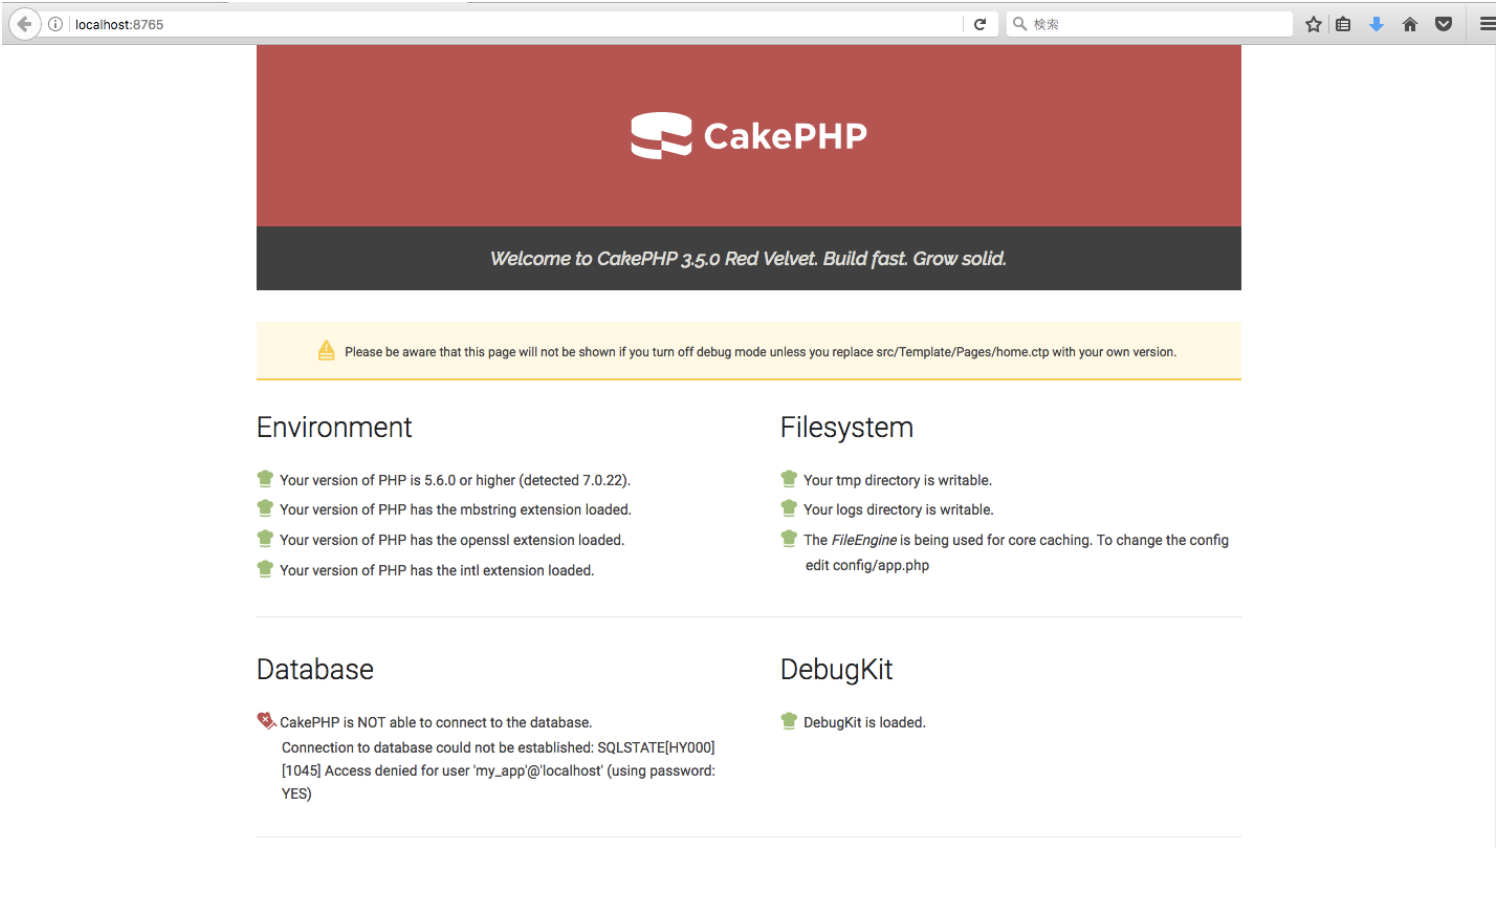 localhost:8765
検索
CakePHP
Welcome to CakePHP 3.5.0 Red Velvet. Build fast. Grow solid.
Please be aware that this page will not be shown if you turn off debug mode unless you replace src/Template/Pages/home.ctp with your own version.
Environment
Your version of PHP is 5.6.0 or higher (detected 7.0.22).
Your version of PHP has the mbstring extension loaded.
Your version of PHP has the openssl extension loaded.
Your version of PHP has the intl extension loaded.
Filesystem
Your tmp directory is writable.
Your logs directory is writable.
The FileEngine is being used for core caching. To change the config
edit config/app.php
Database
CakePHP is NOT able to connect to the database.
Connection to database could not be established: SQLSTATE[HY000]
[1045] Access denied for user 'my_app'@'localhost' (using password:
YES)
DebugKit
DebugKit is loaded.